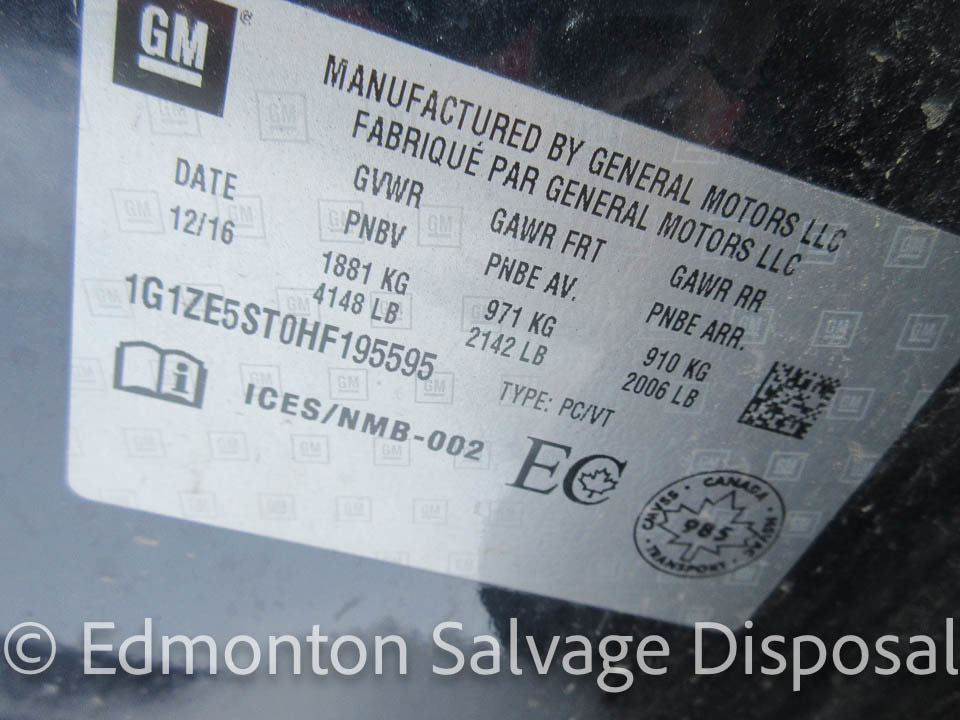 GM ®
MANUFACTURED BY GENERAL MOTORS LLC
FABRIQUÉ PAR GENERAL MOTORS LLC
DATE GVWR GAWR FRT GAWR RR
12/16 PNBV PNBE AV. PNBE ARR.
1881 KG 971 KG 910 KG
4148 LB 2142 LB 2006 LB
1G1ZE5ST0HF195595
TYPE: PC/VT
i ICES/NMB-002
EC
CANADA
CMVSS 985 NSVAC
TRANSPORT
© Edmonton Salvage Disposal